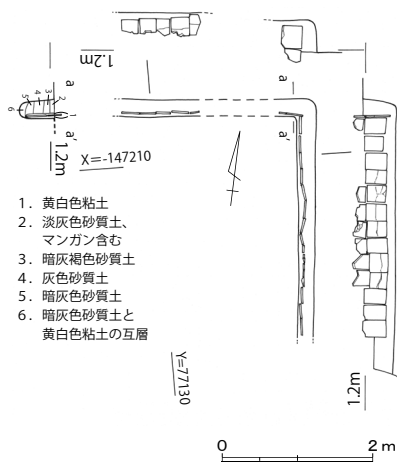 1.2m
a
a
5 4 3 2
6 1
a'
a'
1.2m
X=-147210
1．黄白色粘土
2．淡灰色砂質土、
マンガン含む
3．暗灰褐色砂質土
4．灰色砂質土
5．暗灰色砂質土
6．暗灰色砂質土と
黄白色粘土の互層
Y=77130
1.2m
0 2 m